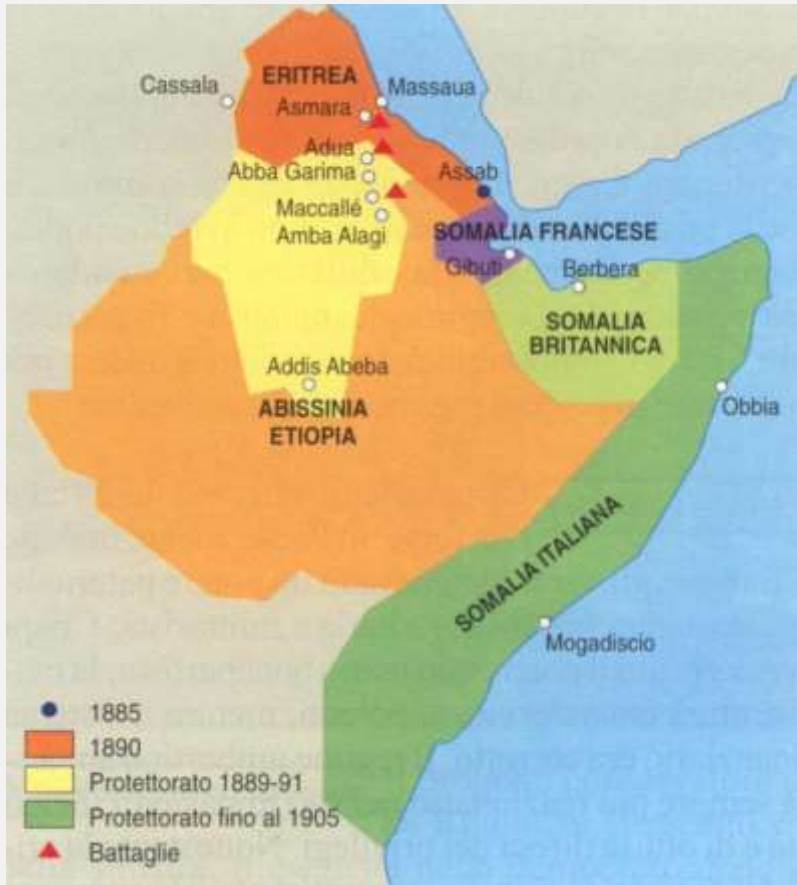 ERITREA
Cassala
Massaua
Asmara
Adua
Abba Garima
Assab
Maccallé
Amba Alagi
SOMALIA FRANCESE
Gibuti
Berbera
SOMALIA
BRITANNICA
Addis Abeba
Obbia
ABISSINIA
ETIOPIA
SOMALIA ITALIANA
Mogadiscio
1885
1890
Protettorato 1889-91
Protettorato fino al 1905
Battaglie